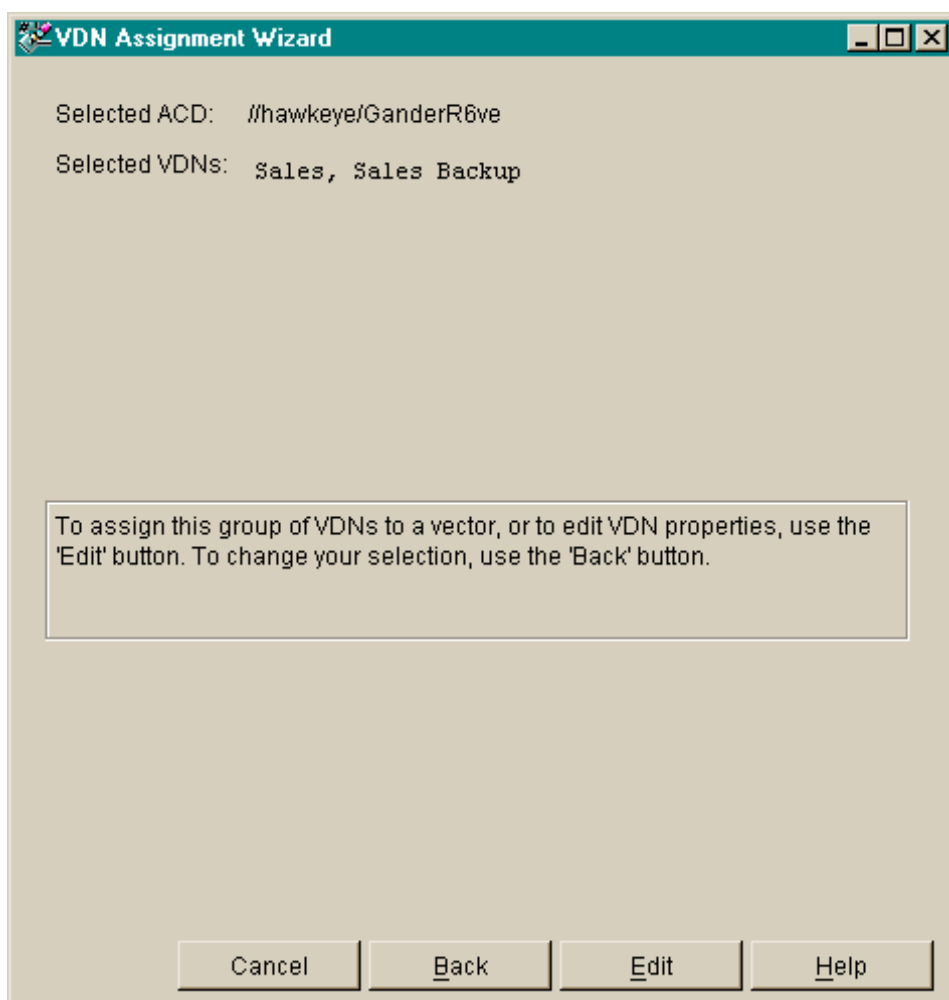 VDN Assignment Wizard
Selected ACD: //hawkeye/GanderR6ve
Selected VDNs: Sales, Sales Backup
To assign this group of VDNs to a vector, or to edit VDN properties, use the
'Edit' button. To change your selection, use the 'Back' button.
Cancel Back Edit Help